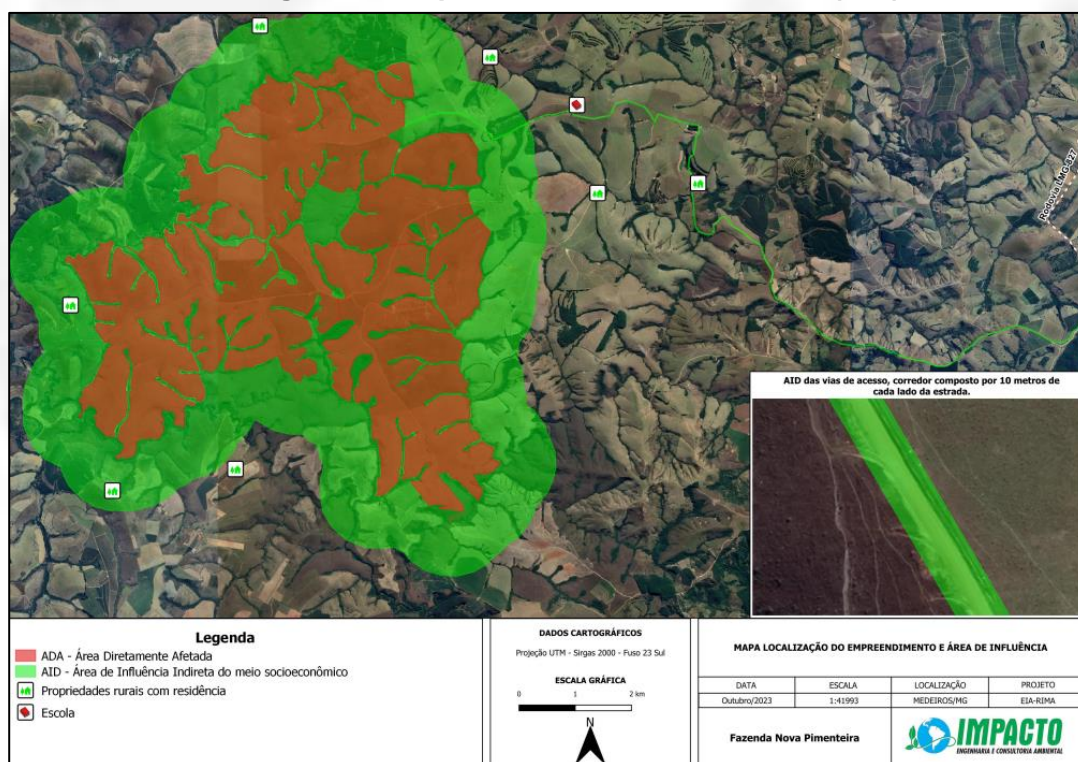 Rodovia LMG-827
AID das vias de acesso, corredor composto por 10 metros de
cada lado da estrada.
Legenda
ADA - Área Diretamente Afetada
AID - Área de Influência Indireta do meio socioeconômico
Propriedades rurais com residência
Escola
DADOS CARTOGRÁFICOS
Projeção UTM - Sirgas 2000 - Fuso 23 Sul
ESCALA GRÁFICA
0 1 2 km
N
MAPA LOCALIZAÇÃO DO EMPREENDIMENTO E ÁREA DE INFLUÊNCIA
DATA ESCALA LOCALIZAÇÃO PROJETO
Outubro/2023 1:41993 MEDEIROS/MG EIA-RIMA
Fazenda Nova Pimenteira
IMPACTO
ENGENHARIA E CONSULTORIA AMBIENTAL